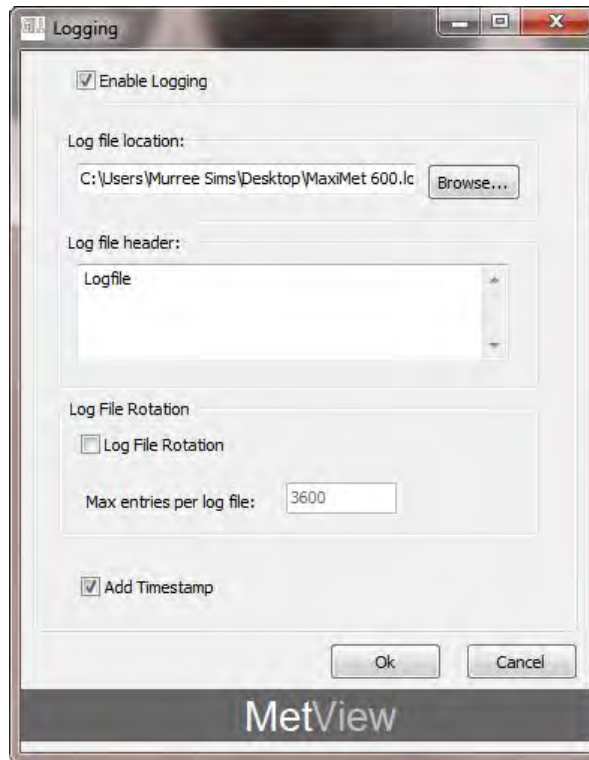 Logging
Enable Logging
Log file location:
C:\Users\Murree Sims\Desktop\MaxiMet 600.lc
Browse...
Log file header:
Logfile
Log File Rotation
Log File Rotation
Max entries per log file:
3600
Add Timestamp
Ok
Cancel
MetView